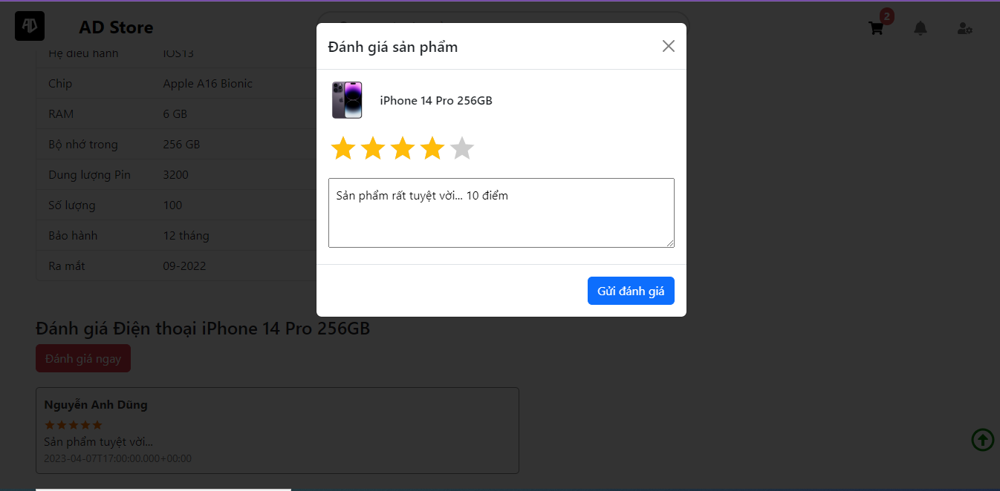 AD AD Store
2
Hệ điều hành IOS13
Chip Apple A16 Bionic
RAM 6 GB
Bộ nhớ trong 256 GB
Dung lượng Pin 3200
Số lượng 100
Bảo hành 12 tháng
Ra mắt 09-2022
Đánh giá sản phẩm
iPhone 14 Pro 256GB
Sản phẩm rất tuyệt vời... 10 điểm
Gửi đánh giá
Đánh giá Điện thoại iPhone 14 Pro 256GB
Đánh giá ngay
Nguyễn Anh Dũng
Sản phẩm tuyệt vời...
2023-04-07T17:00:00.000+00:00